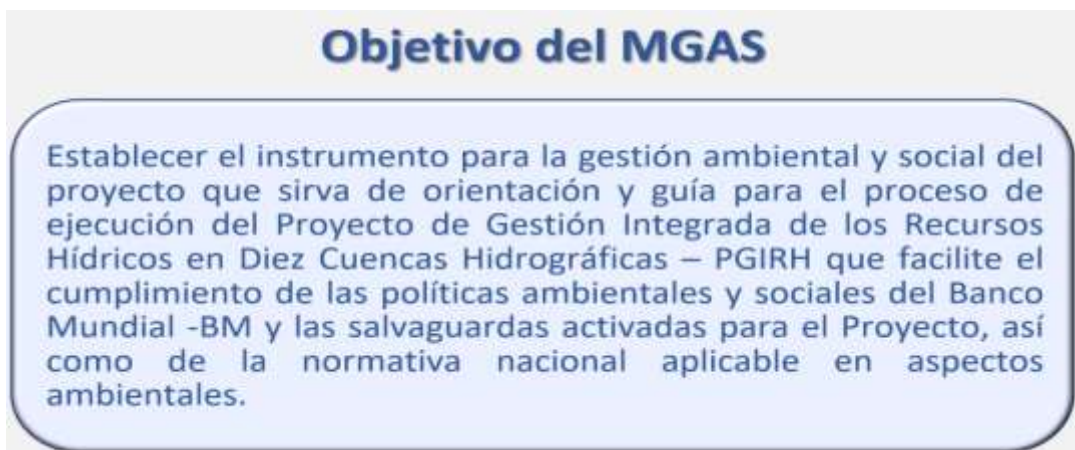 Objetivo del MGAS
Establecer el instrumento para la gestión ambiental y social del
proyecto que sirva de orientación y guía para el proceso de
ejecución del Proyecto de Gestión Integrada de los Recursos
Hídricos en Diez Cuencas Hidrográficas – PGIRH que facilite el
cumplimiento de las políticas ambientales y sociales del Banco
Mundial -BM y las salvaguardas activadas para el Proyecto, así
como de la normativa nacional aplicable en aspectos
ambientales.